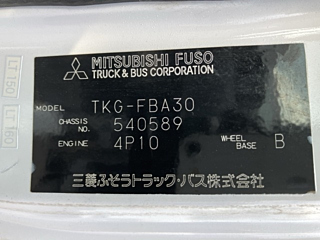 MITSUBISHI FUSO
TRUCK & BUS CORPORATION
MODEL TKG-FBA30
CHASSIS NO. 540589
ENGINE 4P10 WHEEL BASE B
三菱ふそうトラック・バス株式会社